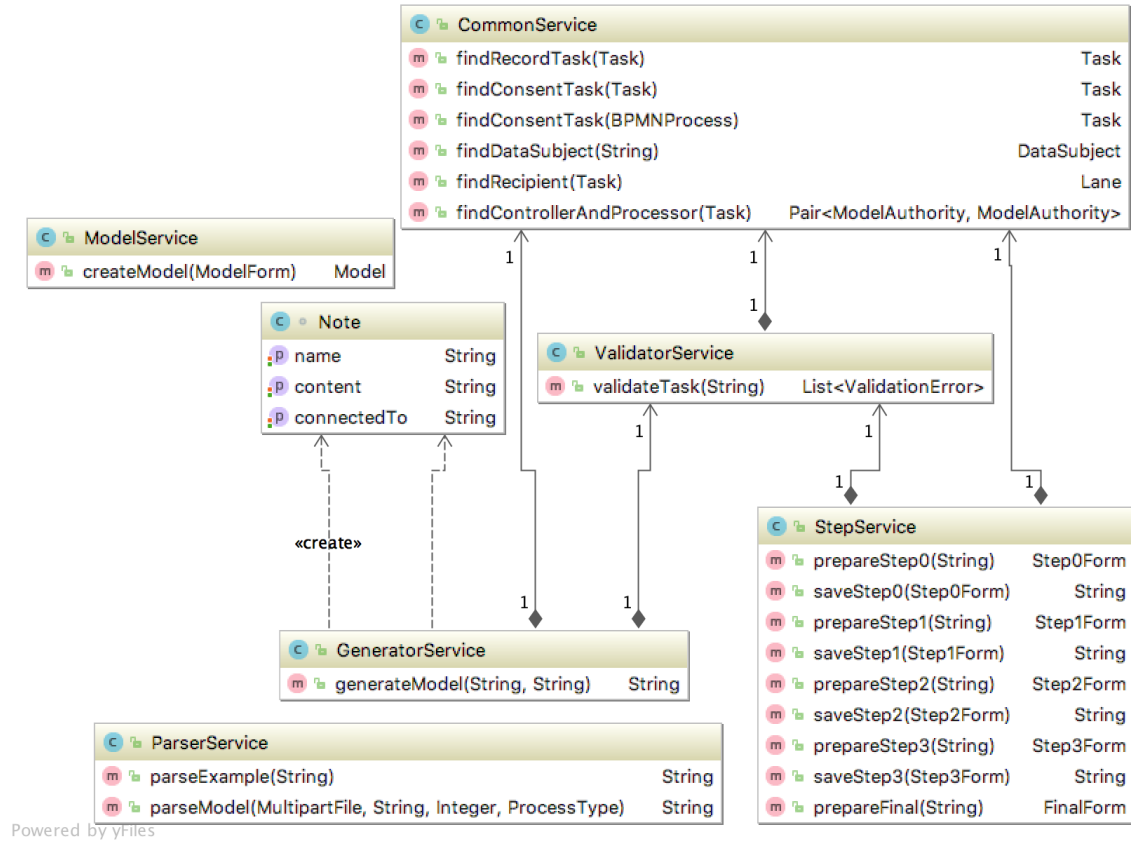 CommonService
findRecordTask(Task) Task
findConsentTask(Task) Task
findConsentTask(BPMNProcess) Task
findDataSubject(String) DataSubject
findRecipient(Task) Lane
findControllerAndProcessor(Task) Pair<ModelAuthority, ModelAuthority>
ModelService
createModel(ModelForm) Model
1 1 1
Note
name String
content String
connectedTo String
1
ValidatorService
validateTask(String) List<ValidationError>
1 1
1 1
StepService
prepareStep0(String) Step0Form
saveStep0(Step0Form) String
prepareStep1(String) Step1Form
saveStep1(Step1Form) String
prepareStep2(String) Step2Form
saveStep2(Step2Form) String
prepareStep3(String) Step3Form
saveStep3(Step3Form) String
prepareFinal(String) FinalForm
«create»
1 1
GeneratorService
generateModel(String, String) String
ParserService
parseExample(String) String
parseModel(MultipartFile, String, Integer, ProcessType) String
Powered by yFiles